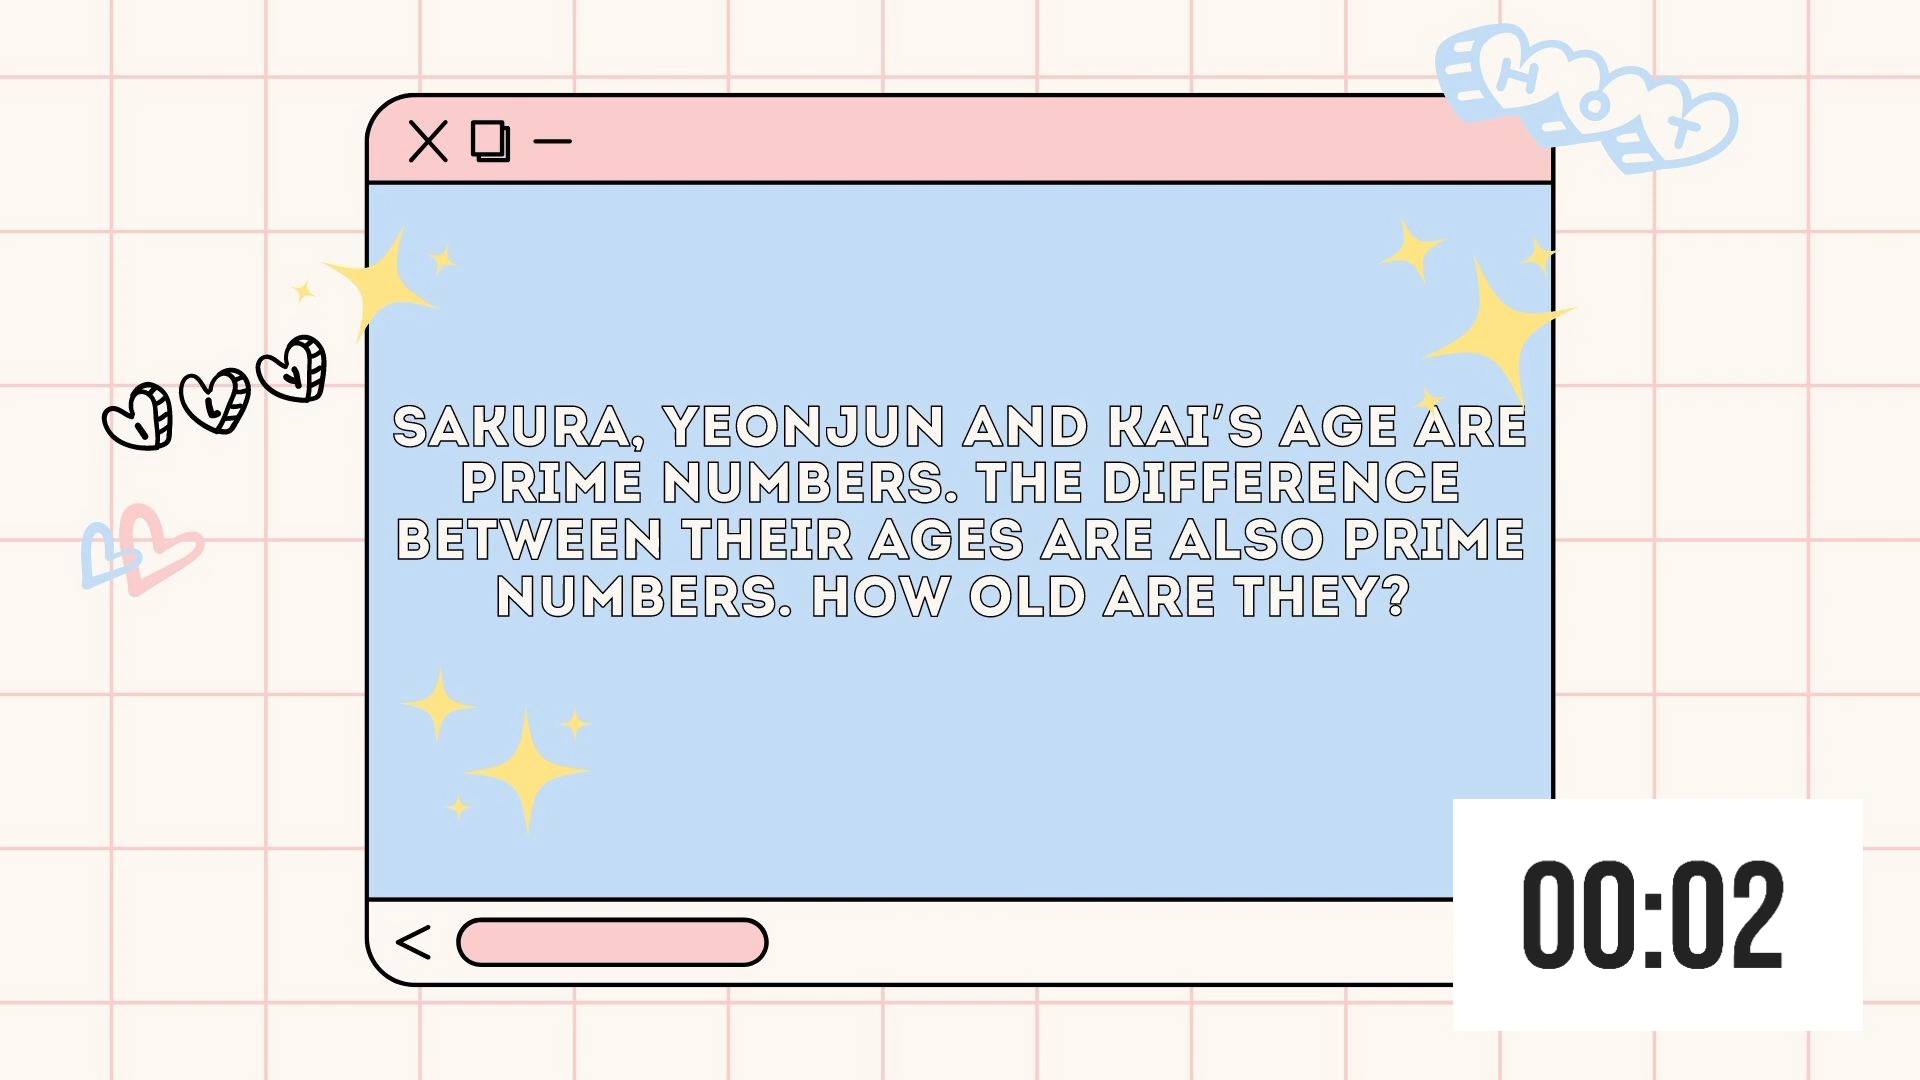 HOT
SAKURA, YEONJUN AND KAI'S AGE ARE
PRIME NUMBERS. THE DIFFERENCE
BETWEEN THEIR AGES ARE ALSO PRIME
NUMBERS. HOW OLD ARE THEY?
I L Y
00:02